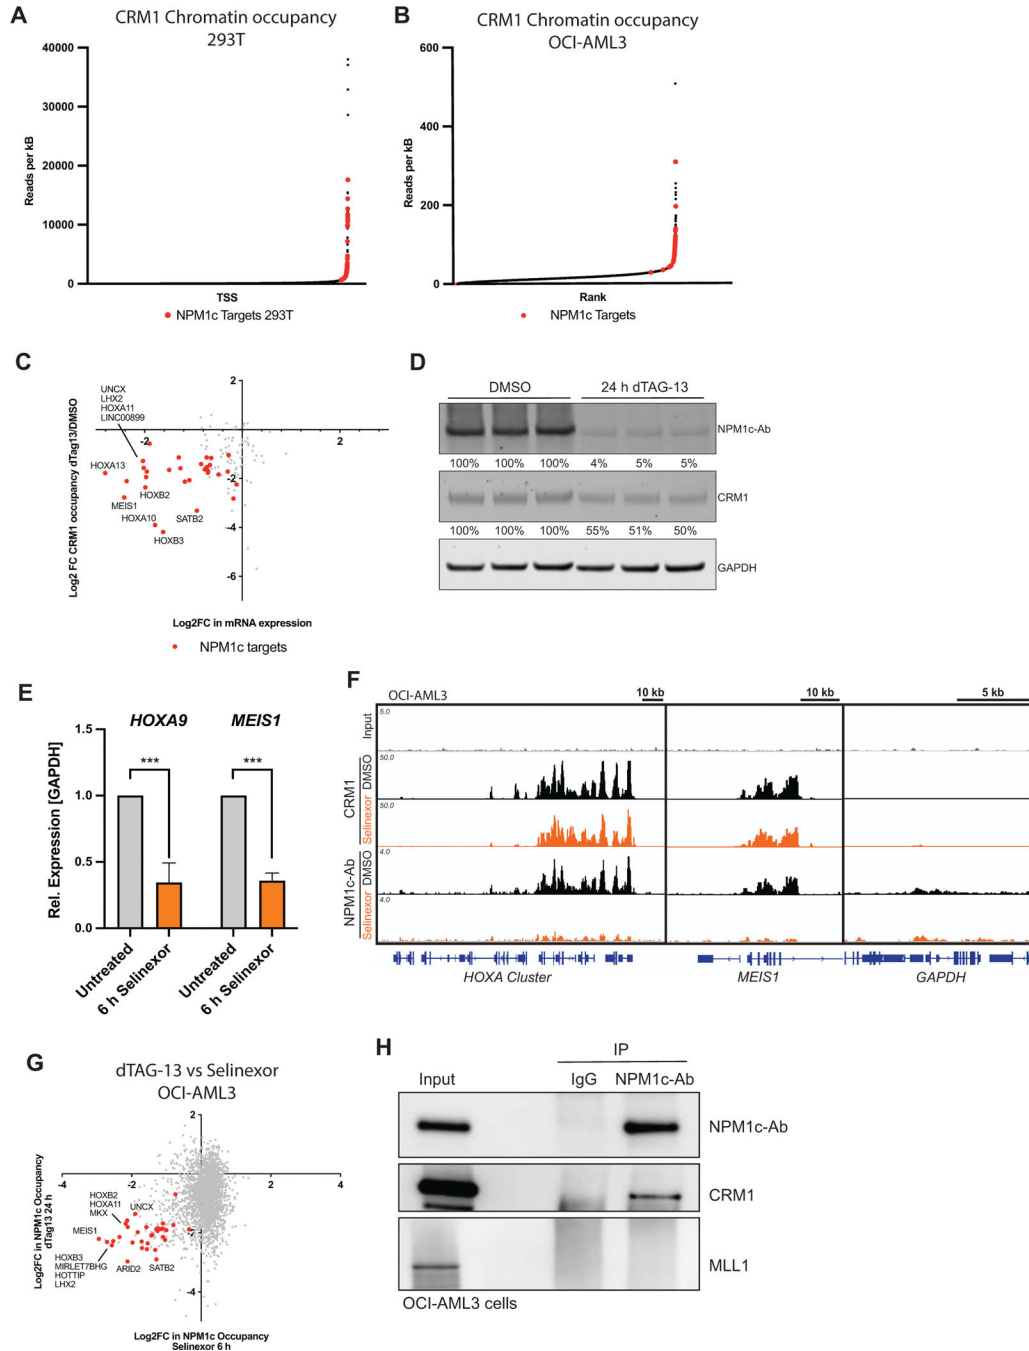 A
CRM1 Chromatin occupancy
293T
Reads per kB
40000
30000
20000
10000
0
TSS
NPM1c Targets 293T
B
CRM1 Chromatin occupancy
OCI-AML3
Reads per kB
600
400
200
0
Rank
NPM1c Targets
C
Log2 FC CRM1 occupancy dTag13/DMSO
2
-2
2
-2
-4
-6
UNCX
LHX2
HOXA11
LINC00899
HOXA13
HOXB2
MEIS1
HOXA10
SATB2
HOXB3
Log2FC in mRNA expression
NPM1c targets
D
DMSO
24 h dTAG-13
NPM1c-Ab
100% 100% 100% 4% 5% 5%
CRM1
100% 100% 100% 55% 51% 50%
GAPDH
E
HOXA9 MEIS1
Rel. Expression [GAPDH]
1.5
1.0
0.5
0.0
*** ***
Untreated
6 h Selinexor
Untreated
6 h Selinexor
F
OCI-AML3
10 kb
10 kb
5 kb
Input
5.0
CRM1
DMSO
50.0
Selinexor
50.0
NPM1c-Ab
DMSO
4.0
Selinexor
4.0
HOXA Cluster
MEIS1
GAPDH
G
dTAG-13 vs Selinexor
OCI-AML3
Log2FC in NPM1c Occupancy
dTag13 24 h
2
-4
-2
2
4
-2
-4
HOXB2
HOXA11
MKX
UNCX
MEIS1
HOXB3
MIRLET7BHG
HOTTIP
LHX2
ARID2
SATB2
Log2FC in NPM1c Occupancy
Selinexor 6 h
H
IP
Input
IgG NPM1c-Ab
NPM1c-Ab
CRM1
MLL1
OCI-AML3 cells